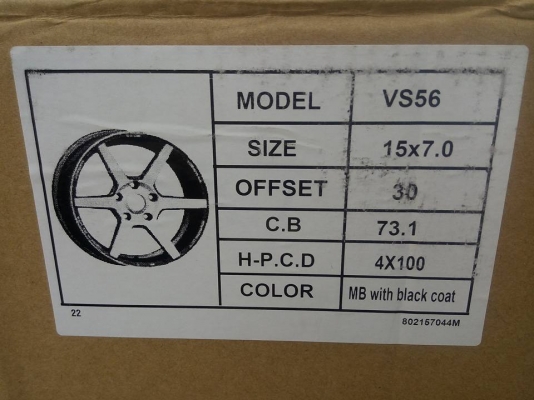 MODEL VS56
SIZE 15x7.0
OFFSET 30
C.B 73.1
H-P.C.D 4X100
COLOR MB with black coat
22 802157044M